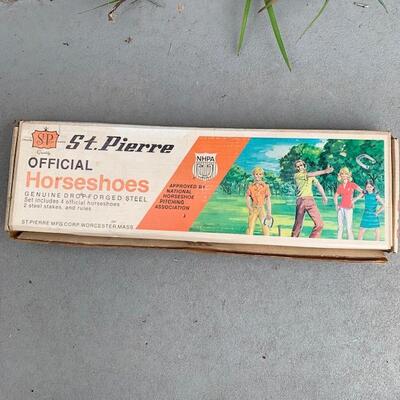 SP
Quality
St. Pierre
OFFICIAL
Horseshoes
GENUINE DROP-FORGED STEEL
Set includes 4 official horseshoes
2 steel stakes, and rules
ST. PIERRE MFG. CORP. WORCESTER, MASS.
NHPA
APPROVED BY
NATIONAL
HORSESHOE
PITCHING
ASSOCIATION